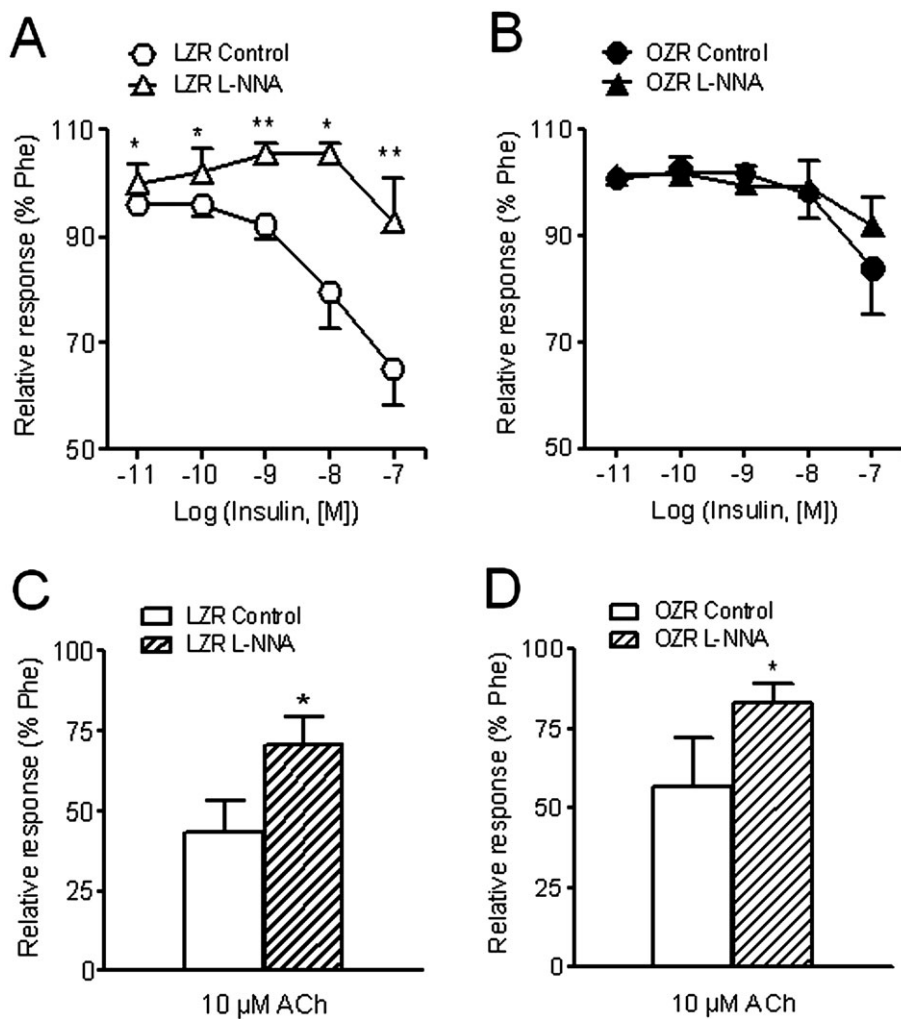 A
LZR Control
LZR L-NNA
Relative response (% Phe)
110
90
70
50
* * ** * **
-11 -10 -9 -8 -7
Log (Insulin, [M])
B
OZR Control
OZR L-NNA
Relative response (% Phe)
110
90
70
50
-11 -10 -9 -8 -7
Log (Insulin, [M])
C
LZR Control
LZR L-NNA
Relative response (% Phe)
100
75
50
25
0
*
10 µM ACh
D
OZR Control
OZR L-NNA
Relative response (% Phe)
100
75
50
25
0
*
10 µM ACh